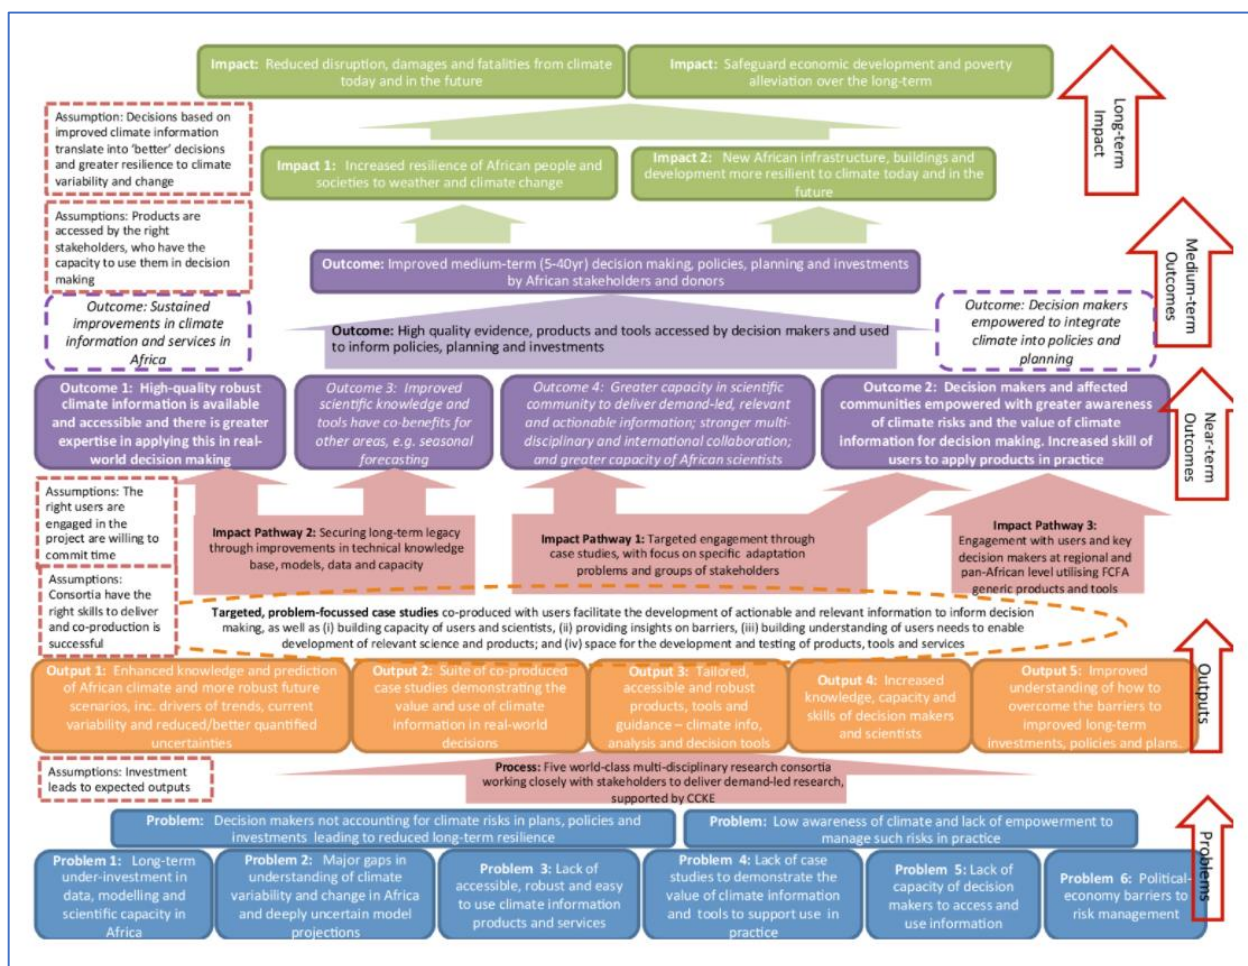 Impact: Reduced disruption, damages and fatalities from climate
today and in the future
Impact: Safeguard economic development and poverty
alleviation over the long-term
Long-term
Impact
Assumption: Decisions based on
improved climate information
translate into ‘better’ decisions
and greater resilience to climate
variability and change
Impact 1: Increased resilience of African people and
societies to weather and climate change
Impact 2: New African infrastructure, buildings and
development more resilient to climate today and in the
future
Assumptions: Products are
accessed by the right
stakeholders, who have the
capacity to use them in decision
making
Medium-term
Outcomes
Outcome: Improved medium-term (5-40yr) decision making, policies, planning and investments
by African stakeholders and donors
Outcome: Sustained
improvements in climate
information and services in
Africa
Outcome: High quality evidence, products and tools accessed by decision makers and used
to inform policies, planning and investments
Outcome: Decision makers
empowered to integrate
climate into policies and
planning
Outcome 1: High-quality robust
climate information is available
and accessible and there is greater
expertise in applying this in real-
world decision making
Outcome 3: Improved
scientific knowledge and
tools have co-benefits for
other areas, e.g. seasonal
forecasting
Outcome 4: Greater capacity in scientific
community to deliver demand-led, relevant
and actionable information; stronger multi-
disciplinary and international collaboration;
and greater capacity of African scientists
Outcome 2: Decision makers and affected
communities empowered with greater awareness
of climate risks and the value of climate
information for decision making. Increased skill of
users to apply products in practice
Near-term
Outcomes
Assumptions: The
right users are
engaged in the
project are willing to
commit time
Impact Pathway 2: Securing long-term legacy
through improvements in technical knowledge
base, models, data and capacity
Impact Pathway 1: Targeted engagement through
case studies, with focus on specific adaptation
problems and groups of stakeholders
Impact Pathway 3:
Engagement with users and key
decision makers at regional and
pan-African level utilising FCFA
generic products and tools
Assumptions:
Consortia have the
right skills to deliver
and co-production is
successful
Targeted, problem-focussed case studies co-produced with users facilitate the development of actionable and relevant information to inform decision
making, as well as (i) building capacity of users and scientists, (ii) providing insights on barriers, (iii) building understanding of users needs to enable
development of relevant science and products; and (iv) space for the development and testing of products, tools and services
Outputs
Output 1: Enhanced knowledge and prediction
of African climate and more robust future
scenarios, inc. drivers of trends, current
variability and reduced/better quantified
uncertainties
Output 2: Suite of co-produced
case studies demonstrating the
value and use of climate
information in real-world
decisions
Output 3: Tailored,
accessible and robust
products, tools and
guidance – climate info,
analysis and decision tools
Output 4: Increased
knowledge, capacity and
skills of decision makers
and scientists
Output 5: Improved
understanding of how to
overcome the barriers to
improved long-term
investments, policies and plans.
Assumptions: Investment
leads to expected outputs
Process: Five world-class multi-disciplinary research consortia
working closely with stakeholders to deliver demand-led research,
supported by CCKE
Problem: Decision makers not accounting for climate risks in plans, policies and
investments leading to reduced long-term resilience
Problem: Low awareness of climate and lack of empowerment to
manage such risks in practice
Problems
Problem 1: Long-term
under-investment in
data, modelling and
scientific capacity in
Africa
Problem 2: Major gaps in
understanding of climate
variability and change in Africa
and deeply uncertain model
projections
Problem 3: Lack of
accessible, robust and easy
to use climate information
products and services
Problem 4: Lack of case
studies to demonstrate the
value of climate information
and tools to support use in
practice
Problem 5: Lack of
capacity of decision
makers to access and
use information
Problem 6: Political-
economy barriers to
risk management